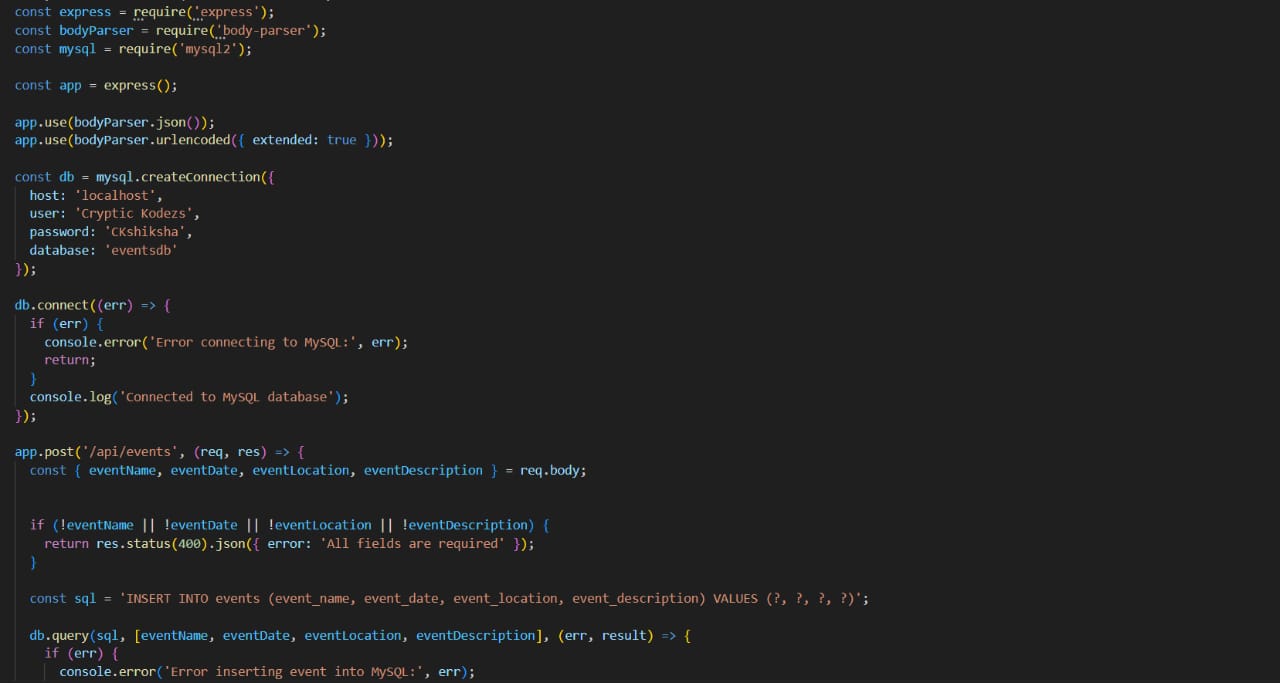 const express = require('express');
const bodyParser = require('body-parser');
const mysql = require('mysql2');
const app = express();
app.use(bodyParser.json());
app.use(bodyParser.urlencoded({ extended: true }));
const db = mysql.createConnection({
  host: 'localhost',
  user: 'Cryptic Kodezs',
  password: 'CKshiksha',
  database: 'eventsdb'
});
db.connect((err) => {
  if (err) {
    console.error('Error connecting to MySQL:', err);
    return;
  }
  console.log('Connected to MySQL database');
});
app.post('/api/events', (req, res) => {
  const { eventName, eventDate, eventLocation, eventDescription } = req.body;
  if (!eventName || !eventDate || !eventLocation || !eventDescription) {
    return res.status(400).json({ error: 'All fields are required' });
  }
  const sql = 'INSERT INTO events (event_name, event_date, event_location, event_description) VALUES (?, ?, ?, ?)';
  db.query(sql, [eventName, eventDate, eventLocation, eventDescription], (err, result) => {
    if (err) {
      console.error('Error inserting event into MySQL:', err);